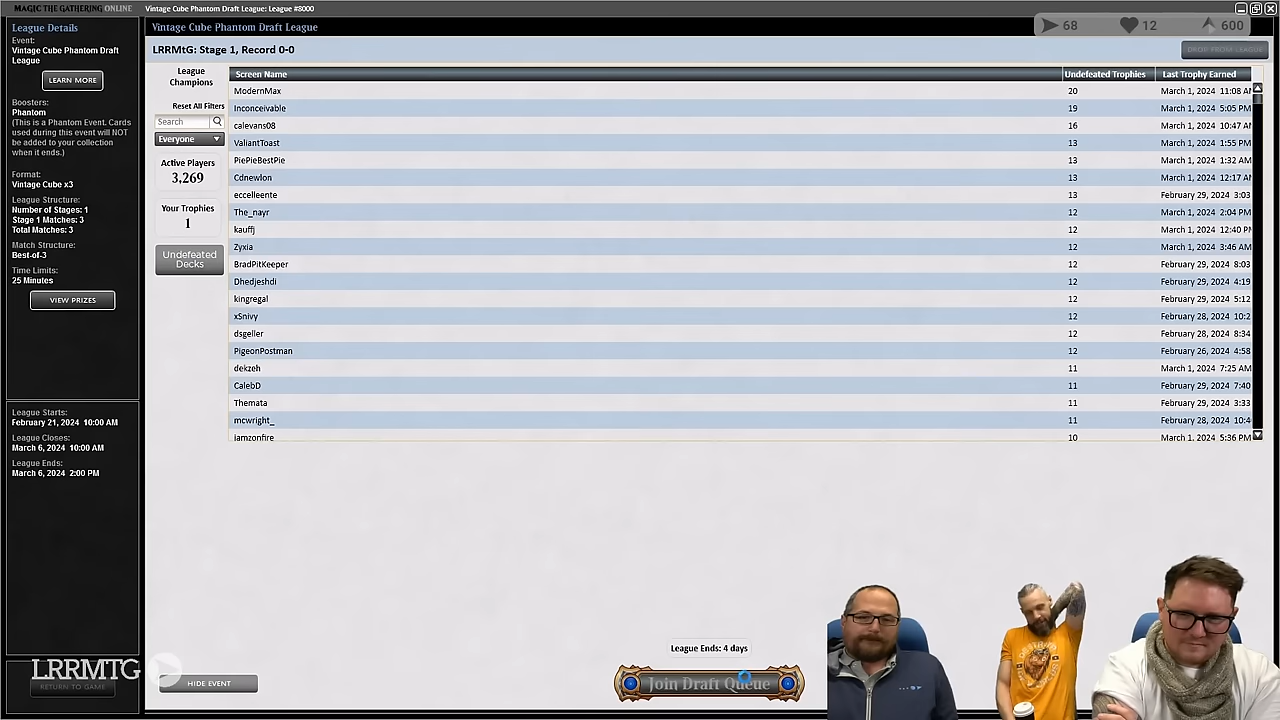 MAGIC THE GATHERING ONLINE
Vintage Cube Phantom Draft League: League #8000
League Details
Event:
Vintage Cube Phantom Draft
League
LEARN MORE
Boosters:
Phantom
(This is a Phantom Event. Cards
used during this event will NOT
be added to your collection
when it ends.)
Format:
Vintage Cube x3
League Structure:
Number of Stages: 1
Stage 1 Matches: 3
Total Matches: 3
Match Structure:
Best-of-3
Time Limits:
25 Minutes
VIEW PRIZES
League Starts:
February 21, 2024 10:00 AM
League Closes:
March 6, 2024 10:00 AM
League Ends:
March 6, 2024 2:00 PM
LRRMTG
RETURN TO GAME
Vintage Cube Phantom Draft League
68 12 600
LRRMtG: Stage 1, Record 0-0
DROP FROM LEAGUE
League
Champions
Reset All Filters
Search
Everyone
Active Players
3,269
Your Trophies
1
Undefeated
Decks
Screen Name Undefeated Trophies Last Trophy Earned
ModernMax 20 March 1, 2024 11:08 AM
Inconceivable 19 March 1, 2024 5:05 PM
calevans08 16 March 1, 2024 10:47 AM
ValiantToast 13 March 1, 2024 1:55 PM
PiePieBestPie 13 March 1, 2024 1:32 AM
Cdnewlon 13 March 1, 2024 12:17 AM
eccelleente 13 February 29, 2024 3:03
The_nayr 12 March 1, 2024 2:04 PM
kauffj 12 March 1, 2024 12:40 PM
Zyxia 12 March 1, 2024 3:46 AM
BradPitKeeper 12 February 29, 2024 8:03
Dhedjeshdi 12 February 29, 2024 4:19
kingregal 12 February 29, 2024 5:12
xSnivy 12 February 28, 2024 10:2
dsgeller 12 February 28, 2024 8:34
PigeonPostman 12 February 26, 2024 4:58
dekzeh 11 March 1, 2024 7:25 AM
CalebD 11 February 29, 2024 7:40
Themata 11 February 29, 2024 3:33
mcwright_ 11 February 28, 2024 10:4
iamzonfire 10 March 1, 2024 5:36 PM
League Ends: 4 days
HIDE EVENT
Join Draft Queue